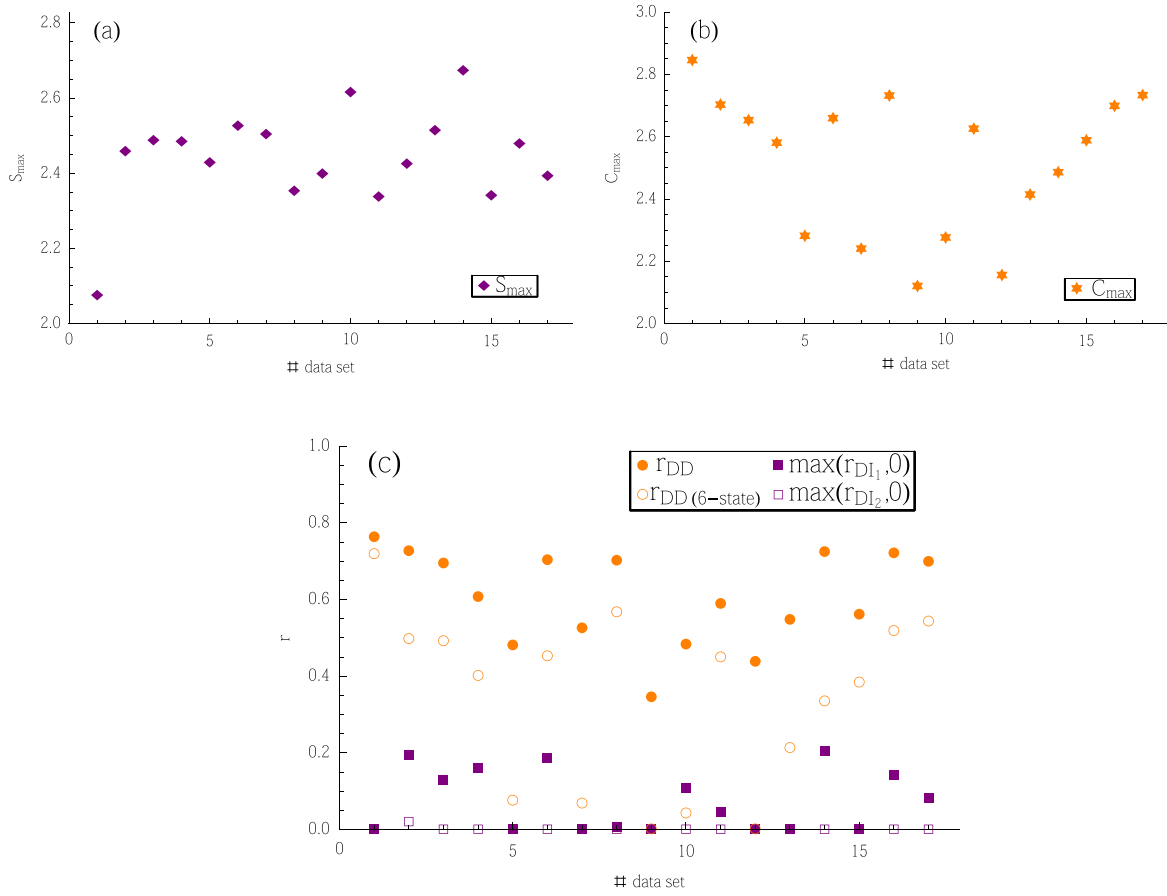 (a)
2.8
2.6
2.4
2.2
2.0
S_max
0
5
10
15
# data set
S_max
(b)
3.0
2.8
2.6
2.4
2.2
2.0
C_max
0
5
10
15
# data set
C_max
(c)
1.0
0.8
0.6
0.4
0.2
0.0
r
0
5
10
15
# data set
r_DD max(r_DI_1,0)
r_DD (6-state) max(r_DI_2,0)